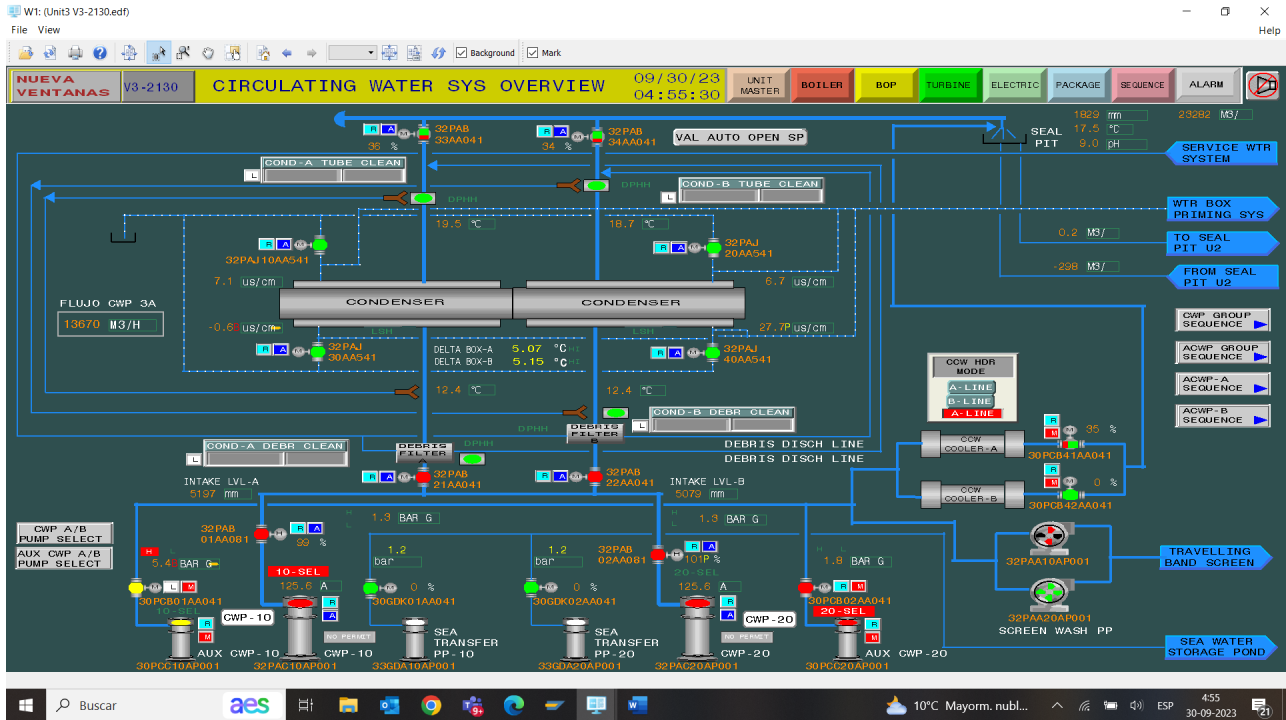 W1: (Unit3 V3-2130.edf)
File View
Help
Background
Mark
NUEVA
VENTANAS
V3-2130
CIRCULATING WATER SYS OVERVIEW
09/30/23
04:55:30
UNIT
MASTER
BOILER
BOP
TURBINE
ELECTRIC
PACKAGE
SEQUENCE
ALARM
R A
32PAB
33AA041
36 %
R A
32PAB
34AA041
34 %
VAL AUTO OPEN SP
SEAL
PIT
1829 mm
23282 M3/
17.5 °C
9.0 pH
SERVICE WTR
SYSTEM
COND-A TUBE CLEAN
L
DPHH
DPHH
COND-B TUBE CLEAN
L
WTR BOX
PRIMING SYS
19.5 °C
18.7 °C
0.2 M3/
TO SEAL
PIT U2
R A
32PAJ10AA541
R A
32PAJ
20AA541
-298 M3/
FROM SEAL
PIT U2
7.1 us/cm
6.7 us/cm
CONDENSER
CONDENSER
FLUJO CWP 3A
13670 M3/H
us/cm
27.7P us/cm
LSH
LSH
R A
32PAJ
30AA541
DELTA BOX-A 5.07 °C
DELTA BOX-B 5.15 °C
R A
32PAJ
40AA541
CWP GROUP
SEQUENCE
ACWP GROUP
SEQUENCE
ACWP-A
SEQUENCE
ACWP-B
SEQUENCE
CCW HDR
MODE
A-LINE
B-LINE
A-LINE
12.4 °C
12.4 °C
COND-B DEBR CLEAN
L
DPHH
DEBRIS
FILTER
B
COND-A DEBR CLEAN
L
DEBRIS
FILTER
DPHH
DEBRIS DISCH LINE
DEBRIS DISCH LINE
CCW
COOLER-A
R
M
M
35 %
30PCB41AA041
CCW
COOLER-B
R
M
M
0 %
30PCB42AA041
R A
32PAB
21AA041
R A
32PAB
22AA041
INTAKE LVL-A
5197 mm
INTAKE LVL-B
5079 mm
CWP A/B
PUMP SELECT
AUX CWP A/B
PUMP SELECT
32PAB
01AA081
R A
99 %
1.3 BAR G
1.3 BAR G
1.2
bar
1.2
bar
32PAB
02AA081
R A
101P %
H L
BAR G
10-SEL
20-SEL
H L
1.8 BAR G
M L M
30PCB01AA041
10-SEL
125.6 A
0 %
30GDK01AA041
0 %
30GDK02AA041
125.6 A
R M
30PCB02AA041
20-SEL
32PAA10AP001
TRAVELLING
BAND SCREEN
32PAA20AP001
SCREEN WASH PP
R
M
CWP-10
R
A
NO PERMET
SEA
TRANSFER
PP-10
SEA
TRANSFER
PP-20
R
A
CWP-20
NO PERMET
R
M
AUX CWP-10
30PCC10AP001
CWP-10
32PAC10AP001
33GDA10AP001
33GDA20AP001
CWP-20
32PAC20AP001
AUX CWP-20
30PCC20AP001
SEA WATER
STORAGE POND
Buscar
aes
9+
10°C Mayorm. nubl...
ESP
4:55
30-09-2023
21